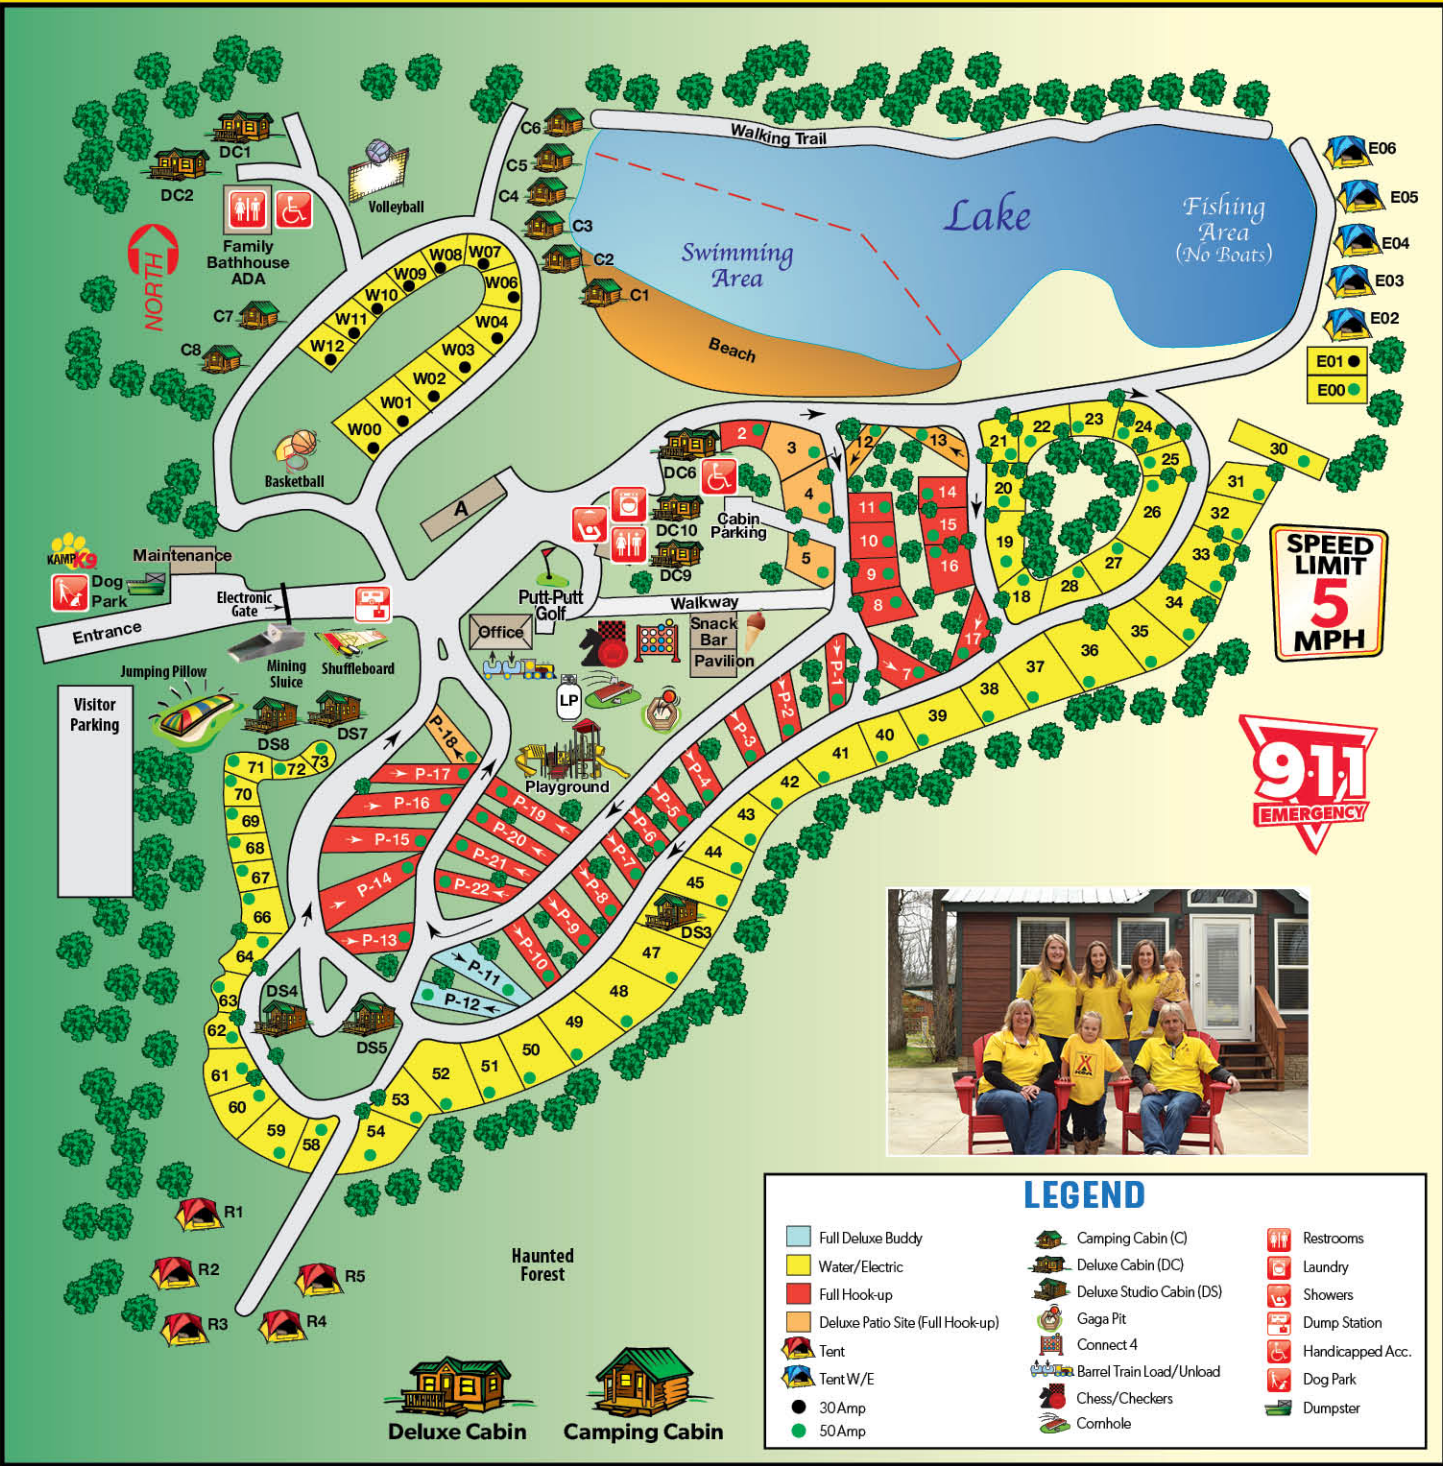 Walking Trail
C6
C5
C4
C3
C2
C1
DC1
DC2
Volleyball
Family
Bathhouse
ADA
NORTH
C7
C8
Lake
Swimming
Area
Fishing
Area
(No Boats)
Beach
E06
E05
E04
E03
E02
E01
E00
W08
W07
W09
W06
W10
W11
W04
W12
W03
W02
W01
W00
Basketball
A
2
3
4
5
DC6
DC10
DC9
Cabin
Parking
12
13
11
10
9
8
7
14
15
16
17
18
19
20
21
22
23
24
25
26
27
28
30
31
32
33
34
35
36
37
38
39
40
41
42
43
44
45
DS3
47
48
49
50
51
52
53
54
58
59
60
61
62
63
64
66
67
68
69
70
71
72
73
SPEED
LIMIT
5
MPH
KAMP K9
Dog
Park
Maintenance
Electronic
Gate
Entrance
Putt-Putt
Golf
Walkway
Office
Snack
Bar
Pavilion
Mining
Sluice
Shuffleboard
Jumping Pillow
Visitor
Parking
DS8
DS7
LP
Playground
P-1
P-2
P-3
P-4
P-5
P-6
P-7
P-8
P-9
P-10
P-11
P-12
P-13
P-14
P-15
P-16
P-17
P-18
P-19
P-20
P-21
P-22
DS4
DS5
9·1·1
EMERGENCY
R1
R2
R3
R4
R5
Haunted
Forest
Deluxe Cabin
Camping Cabin
LEGEND
Full Deluxe Buddy
Water/Electric
Full Hook-up
Deluxe Patio Site (Full Hook-up)
Tent
Tent W/E
30 Amp
50 Amp
Camping Cabin (C)
Deluxe Cabin (DC)
Deluxe Studio Cabin (DS)
Gaga Pit
Connect 4
Barrel Train Load/Unload
Chess/Checkers
Cornhole
Restrooms
Laundry
Showers
Dump Station
Handicapped Acc.
Dog Park
Dumpster